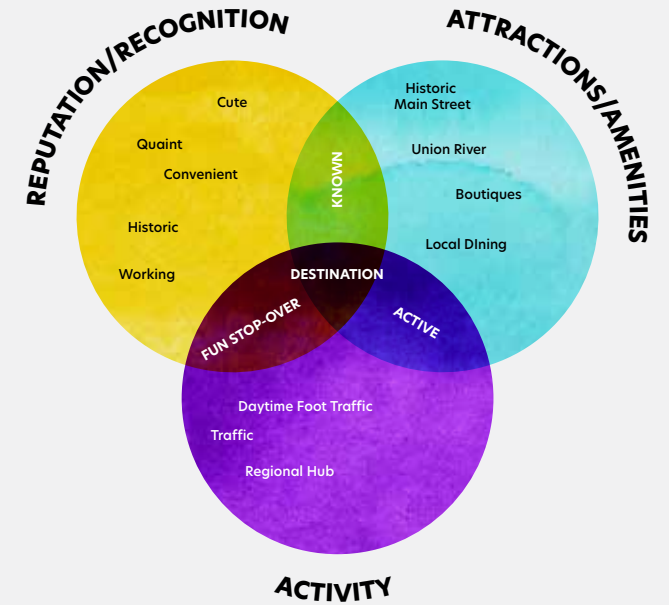 REPUTATION/RECOGNITION
ATTRACTIONS/AMENITIES
Cute
Quaint
Convenient
Historic
Working
KNOWN
Historic
Main Street
Union River
Boutiques
Local DIning
DESTINATION
FUN STOP-OVER
ACTIVE
Daytime Foot Traffic
Traffic
Regional Hub
ACTIVITY